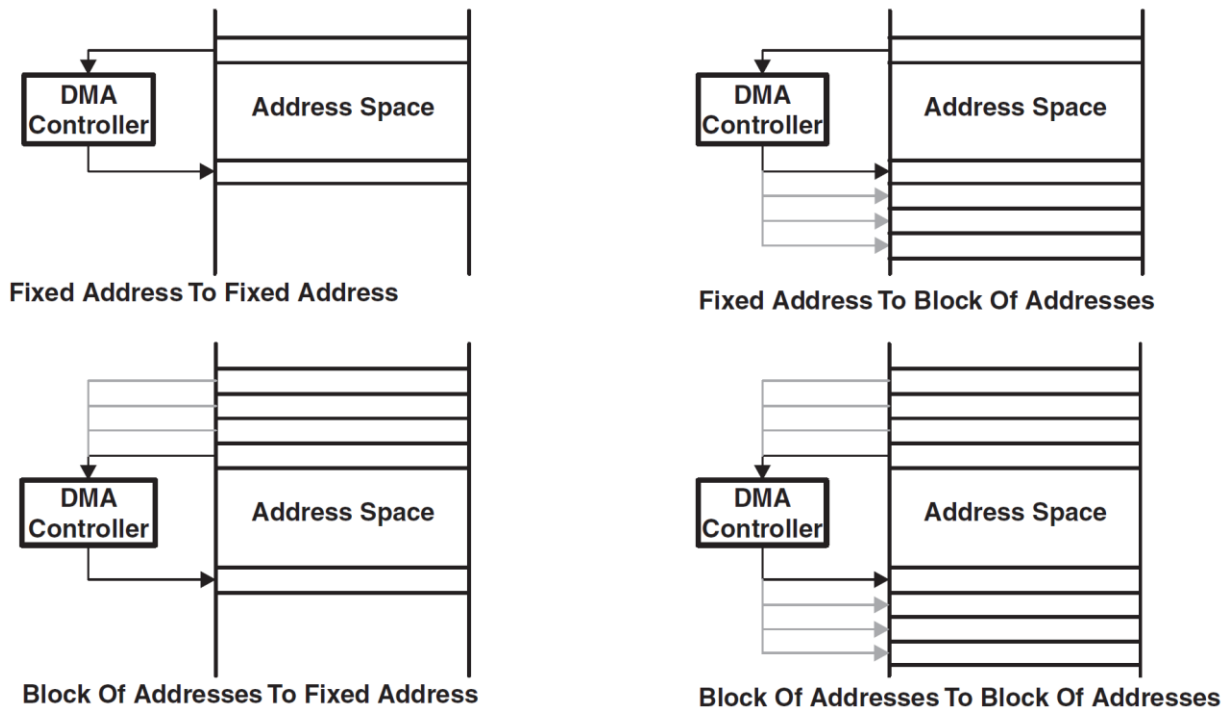 DMA
Controller
Address Space
Fixed Address To Fixed Address
DMA
Controller
Address Space
Fixed Address To Block Of Addresses
DMA
Controller
Address Space
Block Of Addresses To Fixed Address
DMA
Controller
Address Space
Block Of Addresses To Block Of Addresses